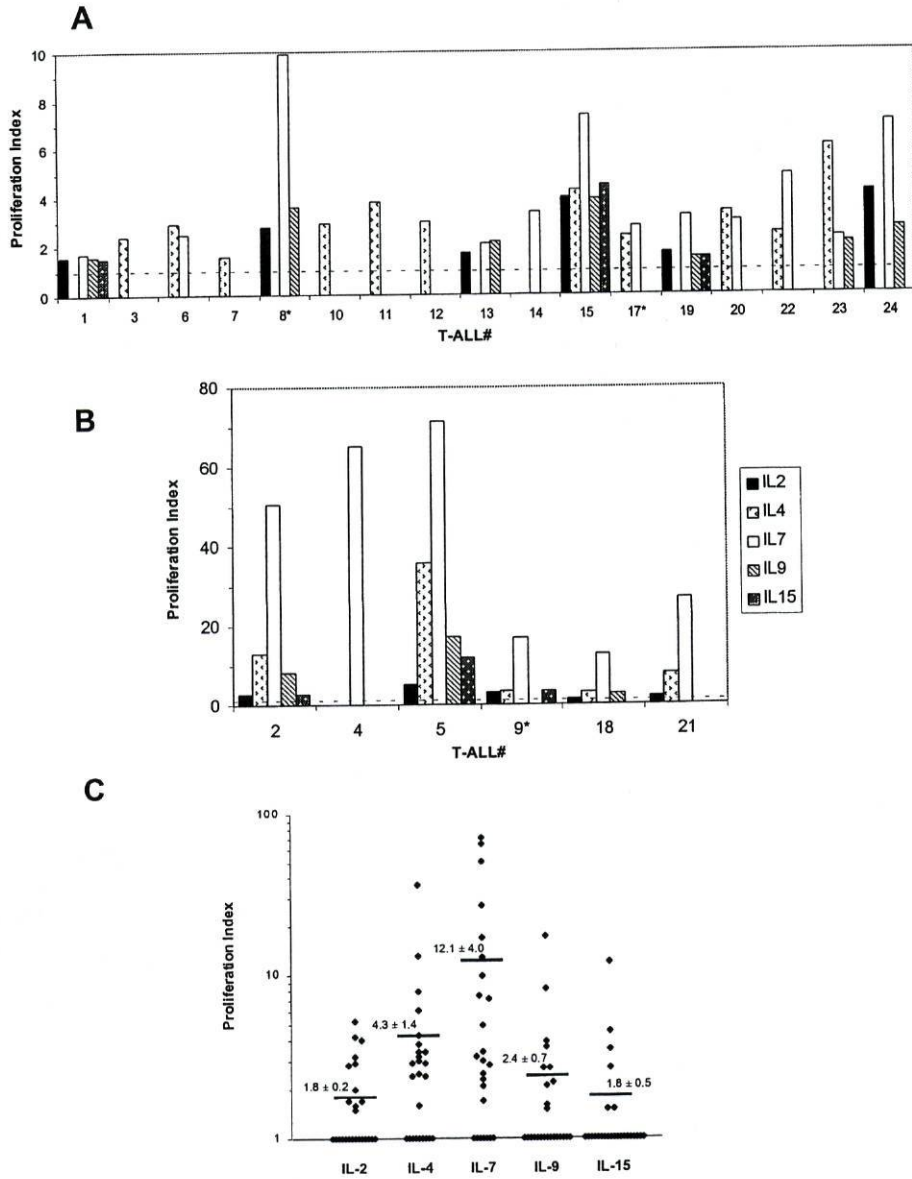 A
Proliferation Index
10
8
6
4
2
0
1 3 6 7 8* 10 11 12 13 14 15 17* 19 20 22 23 24
T-ALL#
B
Proliferation Index
80
60
40
20
0
2 4 5 9* 18 21
T-ALL#
IL2
IL4
IL7
IL9
IL15
C
Proliferation Index
100
10
1
1.8 ± 0.2
4.3 ± 1.4
12.1 ± 4.0
2.4 ± 0.7
1.8 ± 0.5
IL-2 IL-4 IL-7 IL-9 IL-15